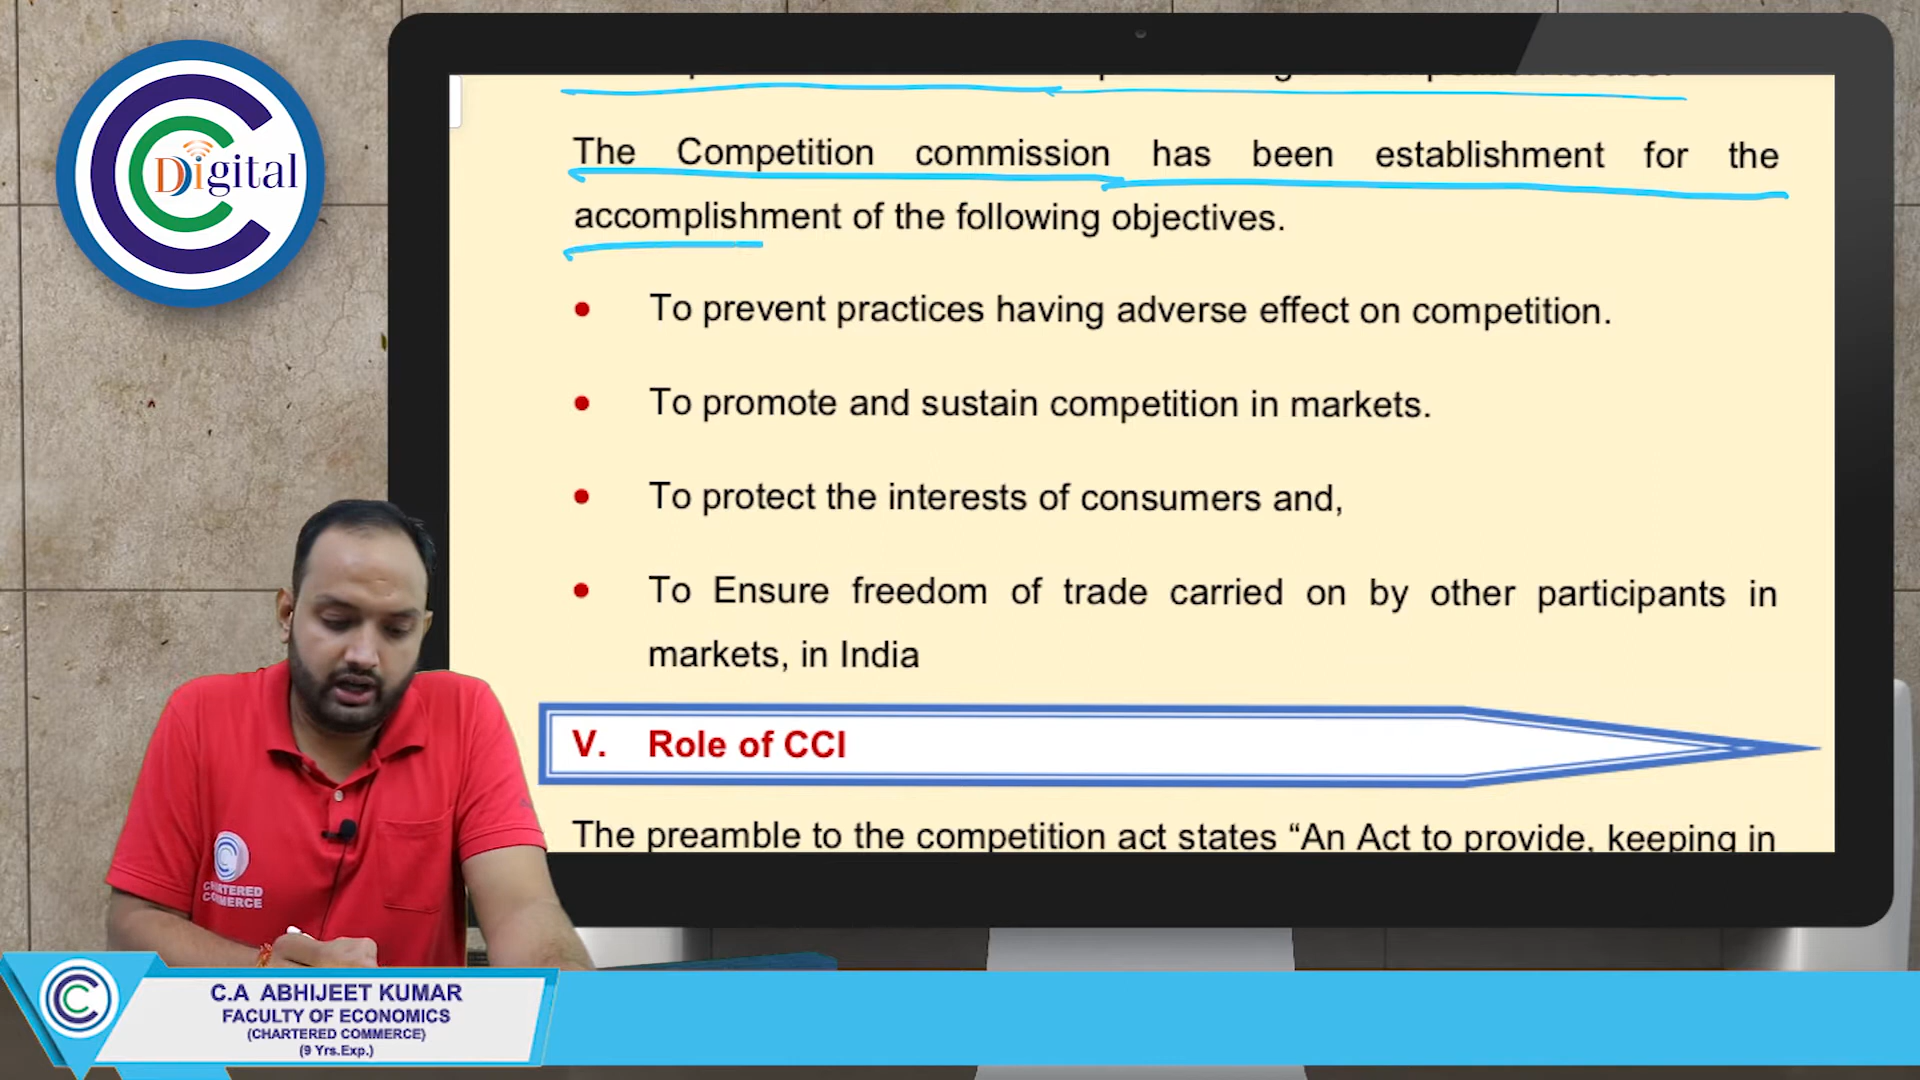 Digital
The Competition commission has been establishment for the
accomplishment of the following objectives.
• To prevent practices having adverse effect on competition.
• To promote and sustain competition in markets.
• To protect the interests of consumers and,
• To Ensure freedom of trade carried on by other participants in
markets, in India
V. Role of CCI
The preamble to the competition act states “An Act to provide, keeping in
CHARTERED
COMMERCE
C.A ABHIJEET KUMAR
FACULTY OF ECONOMICS
(CHARTERED COMMERCE)
(9 Yrs.Exp.)